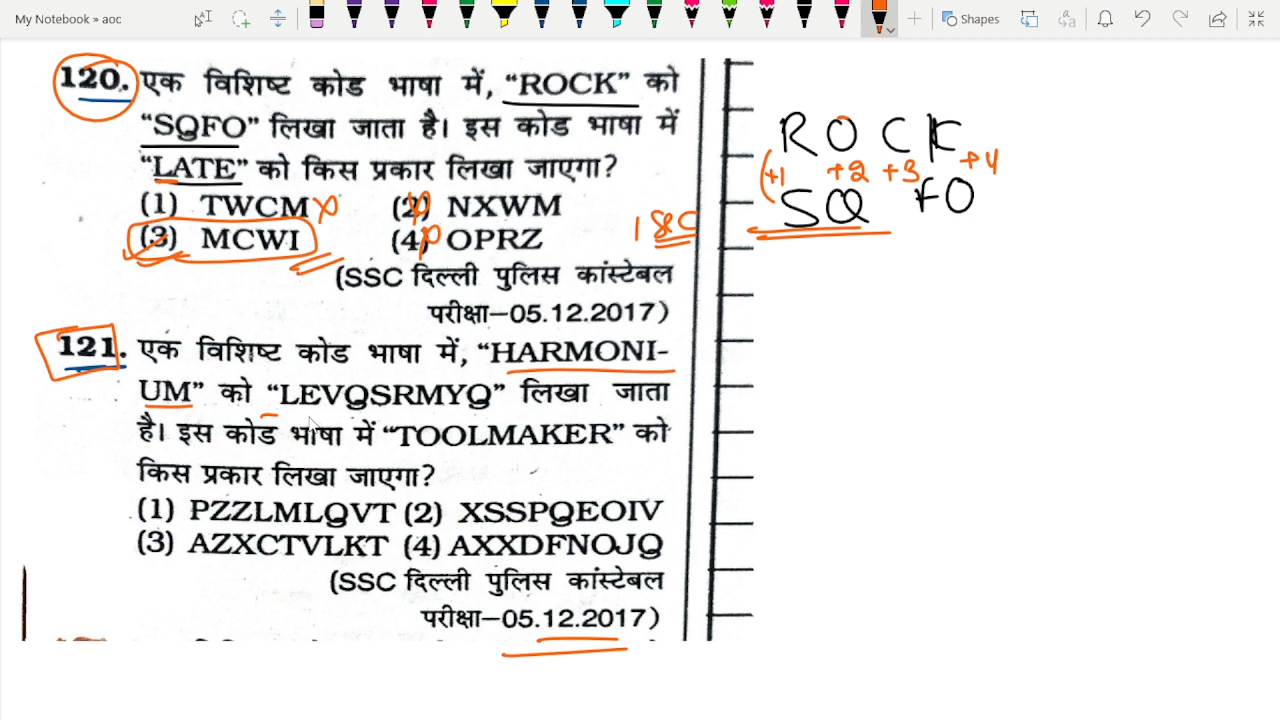 My Notebook » aoc
Shapes
120. एक विशिष्ट कोड भाषा में, “ROCK” को
“SQFO” लिखा जाता है। इस कोड भाषा में
“LATE” को किस प्रकार लिखा जाएगा?
(1) TWCM (2) NXWM
(3) MCWI (4) OPRZ
(SSC दिल्ली पुलिस कांस्टेबल
परीक्षा–05.12.2017)
121. एक विशिष्ट कोड भाषा में, “HARMONI-
UM” को “LEVQSRMYQ” लिखा जाता
है। इस कोड भाषा में “TOOLMAKER” को
किस प्रकार लिखा जाएगा?
(1) PZZLMLQVT (2) XSSPQEOIV
(3) AZXCTVLKT (4) AXXDFNOJQ
(SSC दिल्ली पुलिस कांस्टेबल
परीक्षा–05.12.2017)
R O C K
+1 +2 +3 +4
S Q F O